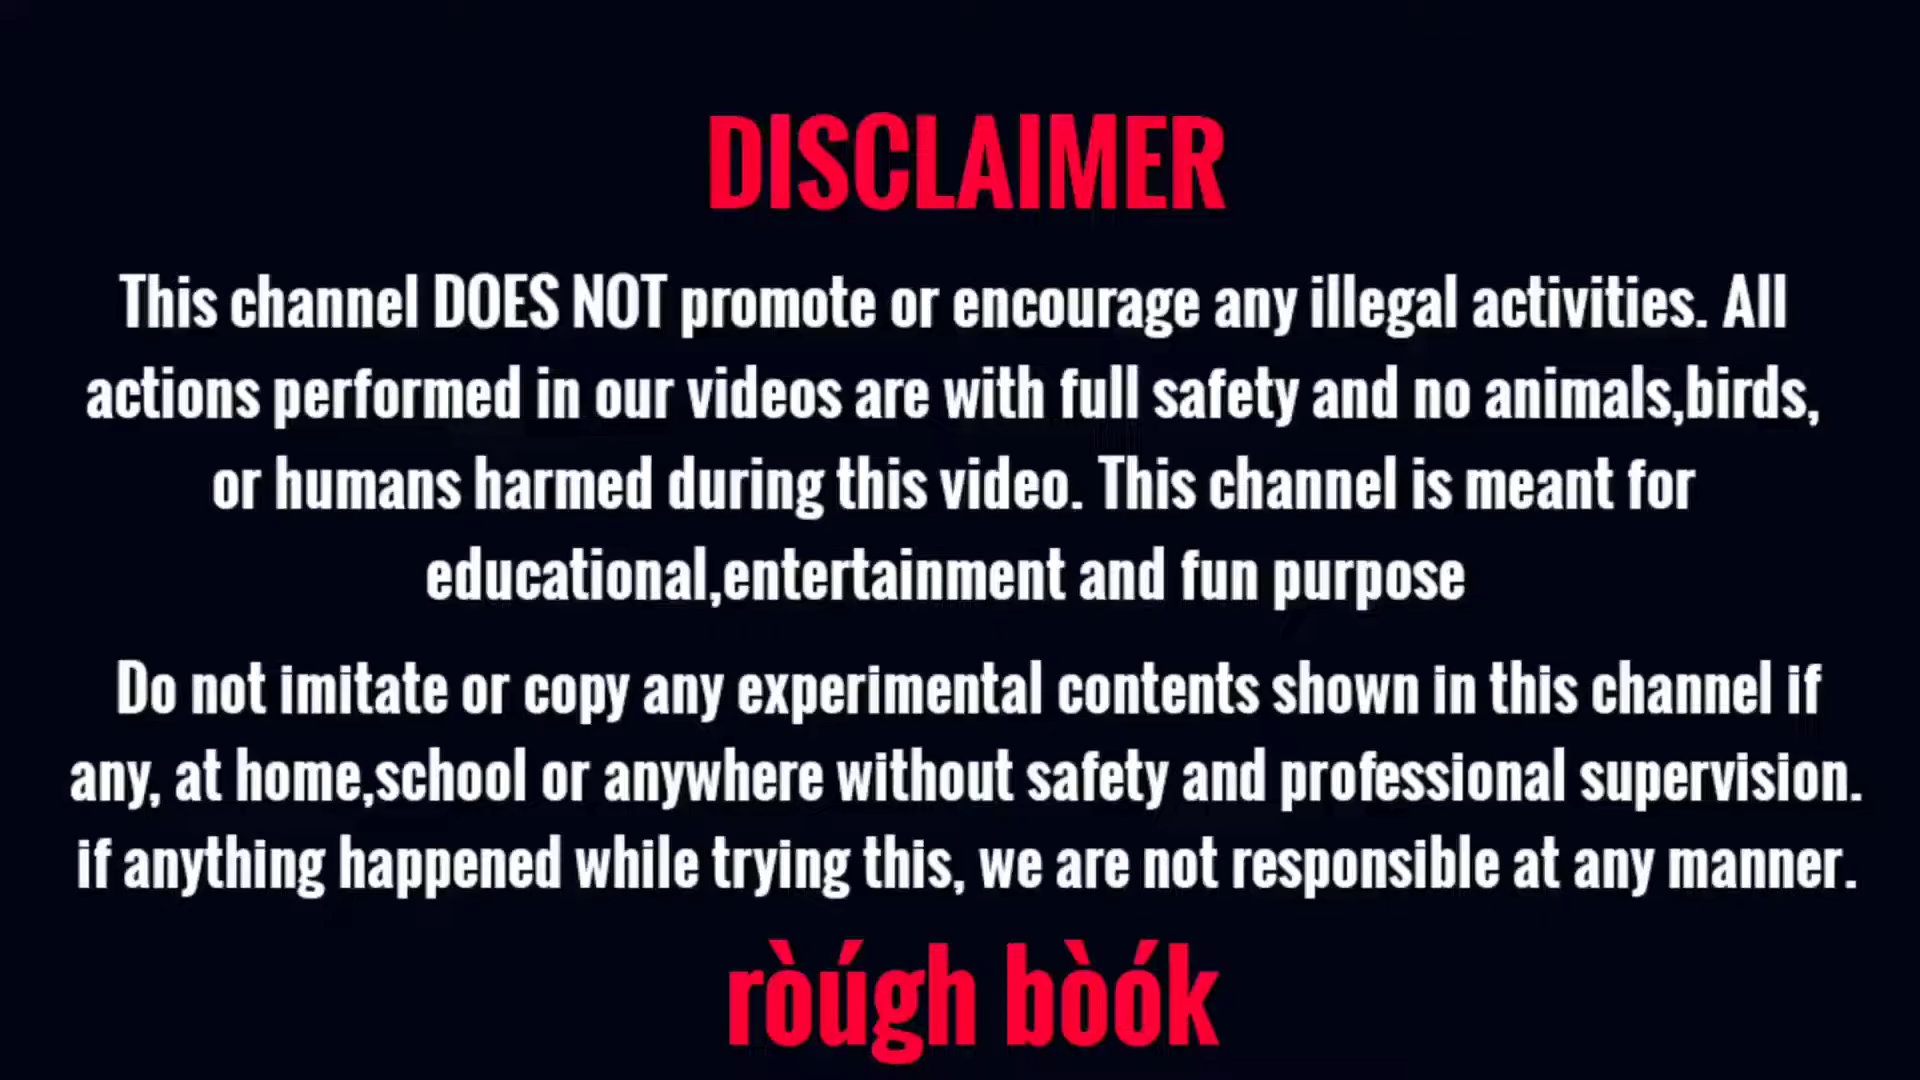 DISCLAIMER
This channel DOES NOT promote or encourage any illegal activities. All
actions performed in our videos are with full safety and no animals,birds,
or humans harmed during this video. This channel is meant for
educational,entertainment and fun purpose
Do not imitate or copy any experimental contents shown in this channel if
any, at home,school or anywhere without safety and professional supervision.
if anything happened while trying this, we are not responsible at any manner.
ròúgh bòók